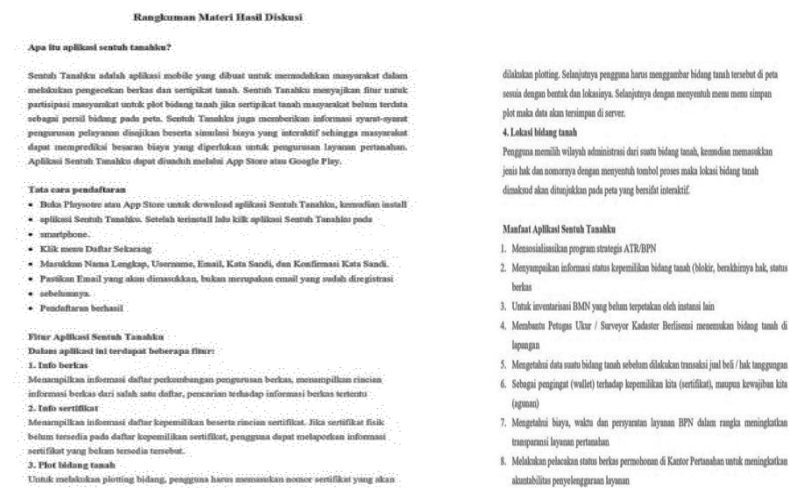 Rangkuman Materi Hasil Diskusi
Apa itu aplikasi sentuh tanahku?
Sentuh Tanahku adalah aplikasi mobile yang dibuat untuk memudahkan masyarakat dalam
melakukan pengecekan berkas dan sertipikat tanah. Sentuh Tanahku menyajikan fitur untuk
partisipasi masyarakat untuk plot bidang tanah jika sertipikat tanah masyarakat belum terdata
sebagai persil bidang pada peta. Sentuh Tanahku juga memberikan informasi syarat-syarat
pengurusan pelayanan disajikan beserta simulasi biaya yang interaktif sehingga masyarakat
dapat memprediksi besaran biaya yang diperlukan untuk pengurusan layanan pertanahan.
Aplikasi Sentuh Tanahku dapat diunduh melalui App Store atau Google Play.
Tata cara pendaftaran
• Buka Playsotre atau App Store untuk download aplikasi Sentuh Tanahku, kemudian install
• aplikasi Sentuh Tanahku. Setelah terinstall lalu kilk aplikasi Sentuh Tanahku pada
• smartphone.
• Klik menu Daftar Sekarang
• Masukkan Nama Lengkap, Username, Email, Kata Sandi, dan Konfirmasi Kata Sandi.
• Pastikan Email yang akan dimasukkan, bukan merupakan email yang sudah diregistrasi
• sebelumnya.
• Pendaftaran berhasil
Fitur Aplikasi Sentuh Tanahku
Dalam aplikasi ini terdapat beberapa fitur:
1. Info berkas
Menampilkan informasi daftar perkembangan pengurusan berkas, menampilkan rincian
informasi berkas dari salah satu daftar, pencarian terhadap informasi berkas tertentu
2. Info sertifikat
Menampilkan informasi daftar kepemilikan beserta rincian sertifikat. Jika sertifikat fisik
belum tersedia pada daftar kepemilikan sertifikat, pengguna dapat melaporkan informasi
sertifikat yang belum tersedia tersebut.
3. Plot bidang tanah
Untuk melakukan plotting bidang, pengguna harus memasukan nomor sertifikat yang akan
dilakukan plotting. Selanjutnya pengguna harus menggambar bidang tanah tersebut di peta
sesuia dengan bentuk dan lokasinya. Selanjutnya dengan menyentuh menu menu simpan
plot maka data akan tersimpan di server.
4. Lokasi bidang tanah
Pengguna memilih wilayah administrasi dari suatu bidang tanah, kemudian memasukkan
jenis hak dan nomornya dengan menyentuh tombol proses maka lokasi bidang tanah
dimaksud akan ditunjukkan pada peta yang bersifat interaktif.
Manfaat Aplikasi Sentuh Tanahku
1. Mensosialisasikan program strategis ATR/BPN
2. Menyampaikan informasi status kepemilikan bidang tanah (blokir, berakhirnya hak, status
berkas
3. Untuk inventarisasi BMN yang belum terpetakan oleh instansi lain
4. Membantu Petugas Ukur / Surveyor Kadaster Berlisensi menemukan bidang tanah di
lapangan
5. Mengetahui data suatu bidang tanah sebelum dilakukan transaksi jual beli / hak tanggungan
6. Sebagai pengingat (wallet) terhadap kepemilikan kita (sertifikat), maupun kewajiban kita
(agunan)
7. Mengetahui biaya, waktu dan persyaratan layanan BPN dalam rangka meningkatkan
transparansi layanan pertanahan
8. Melakukan pelacakan status berkas permohonan di Kantor Pertanahan untuk meningkatkan
akuntabilitas penyelenggaraan layanan